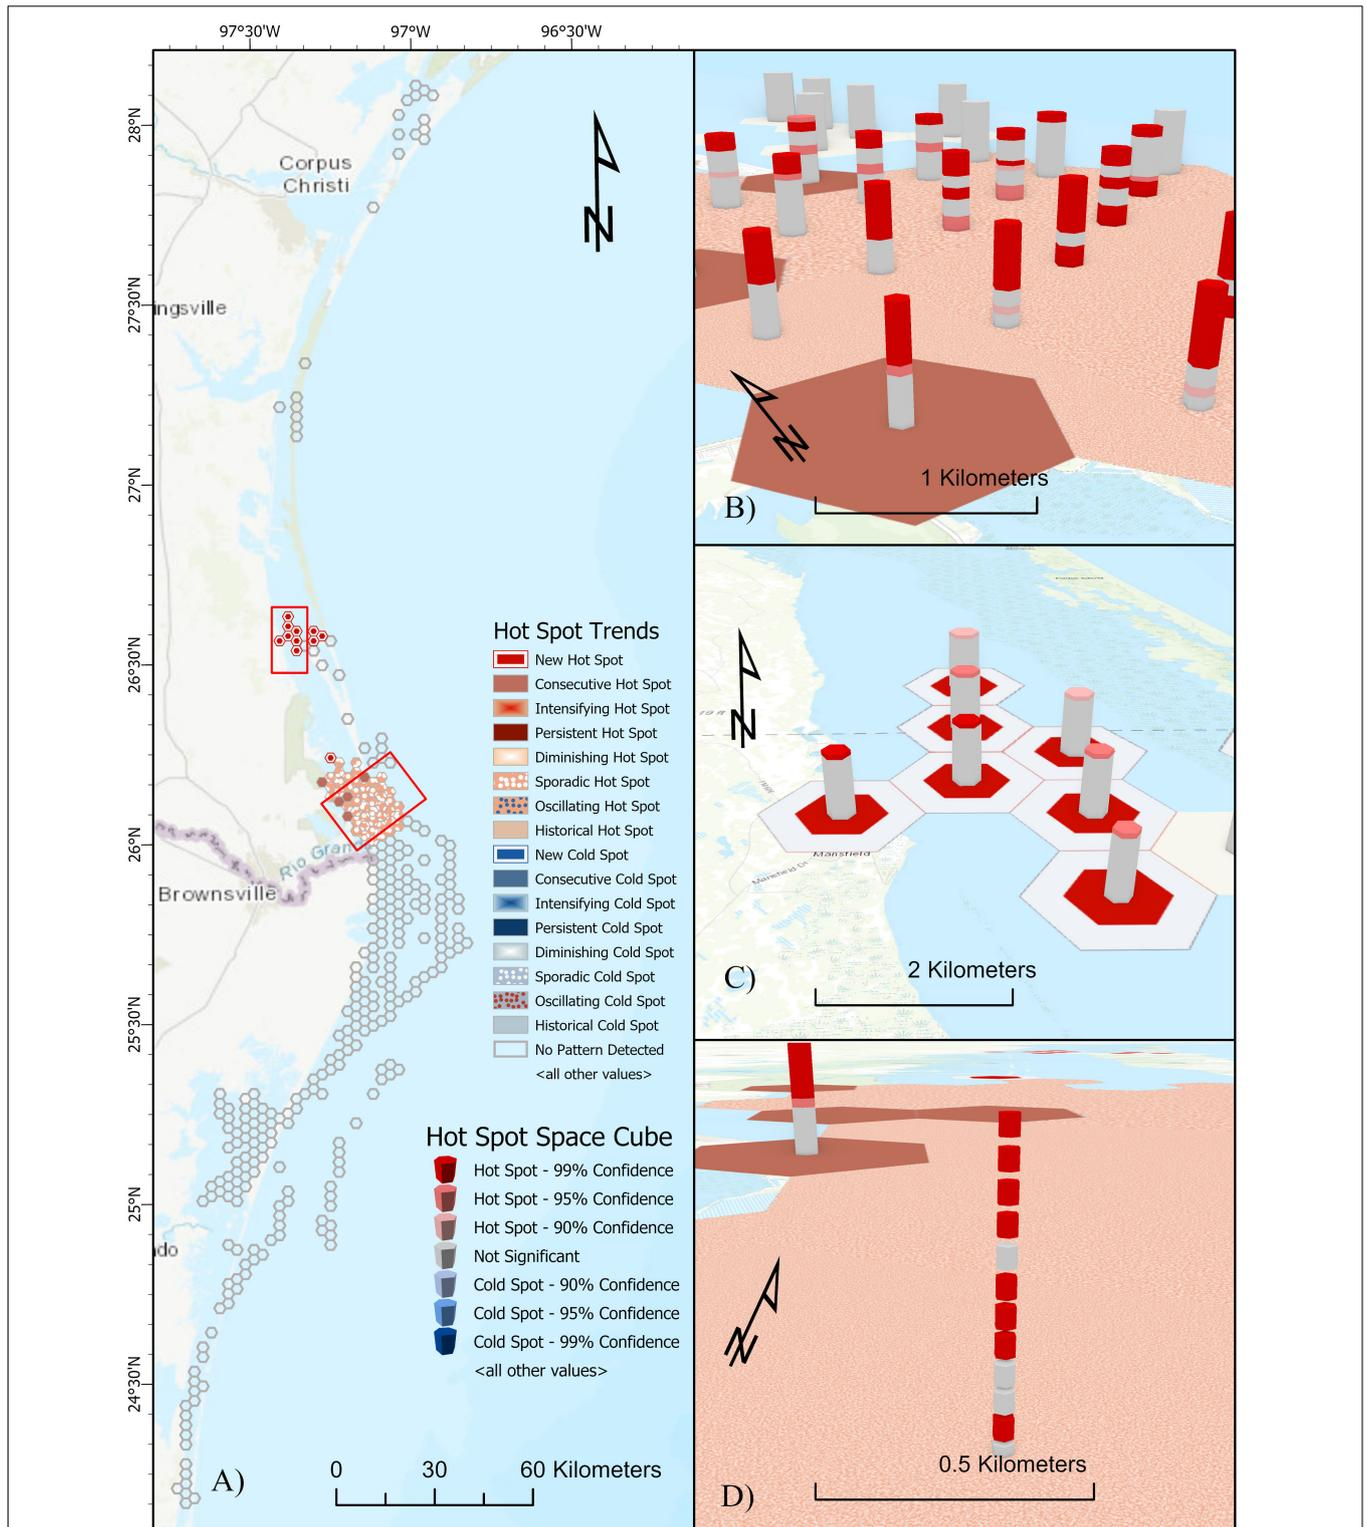 97°30'W 97°W 96°30'W
28°N
27°30'N
27°N
26°30'N
26°N
25°30'N
25°N
24°30'N
Corpus
Christi
ingsville
Rio Gran
Brownsville
do
N
Hot Spot Trends
New Hot Spot
Consecutive Hot Spot
Intensifying Hot Spot
Persistent Hot Spot
Diminishing Hot Spot
Sporadic Hot Spot
Oscillating Hot Spot
Historical Hot Spot
New Cold Spot
Consecutive Cold Spot
Intensifying Cold Spot
Persistent Cold Spot
Diminishing Cold Spot
Sporadic Cold Spot
Oscillating Cold Spot
Historical Cold Spot
No Pattern Detected
<all other values>
Hot Spot Space Cube
Hot Spot - 99% Confidence
Hot Spot - 95% Confidence
Hot Spot - 90% Confidence
Not Significant
Cold Spot - 90% Confidence
Cold Spot - 95% Confidence
Cold Spot - 99% Confidence
<all other values>
A)
0 30 60 Kilometers
N
1 Kilometers
B)
N
19 ft
Mansfield
2 Kilometers
C)
N
0.5 Kilometers
D)